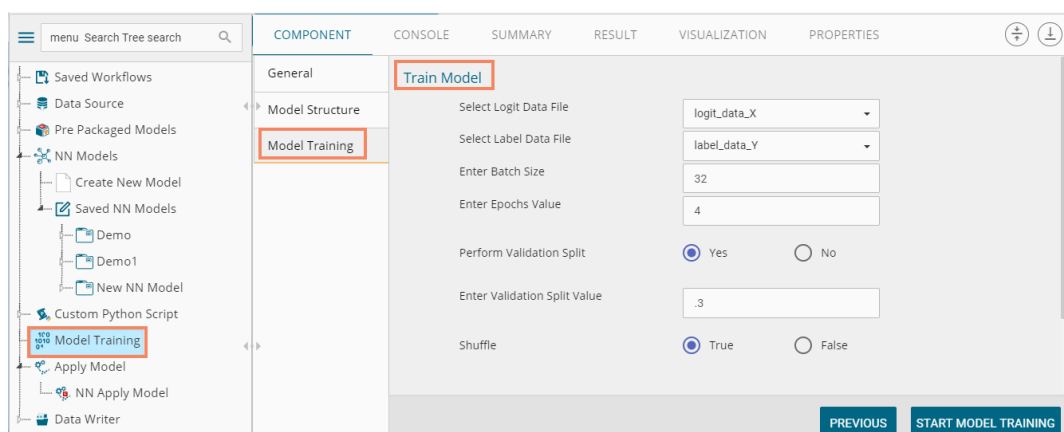 menu Search Tree search
COMPONENT
CONSOLE
SUMMARY
RESULT
VISUALIZATION
PROPERTIES
Saved Workflows
Data Source
Pre Packaged Models
NN Models
Create New Model
Saved NN Models
Demo
Demo1
New NN Model
Custom Python Script
Model Training
Apply Model
NN Apply Model
Data Writer
General
Model Structure
Model Training
Train Model
Select Logit Data File
logit_data_X
Select Label Data File
label_data_Y
Enter Batch Size
32
Enter Epochs Value
4
Perform Validation Split
Yes
No
Enter Validation Split Value
.3
Shuffle
True
False
PREVIOUS
START MODEL TRAINING